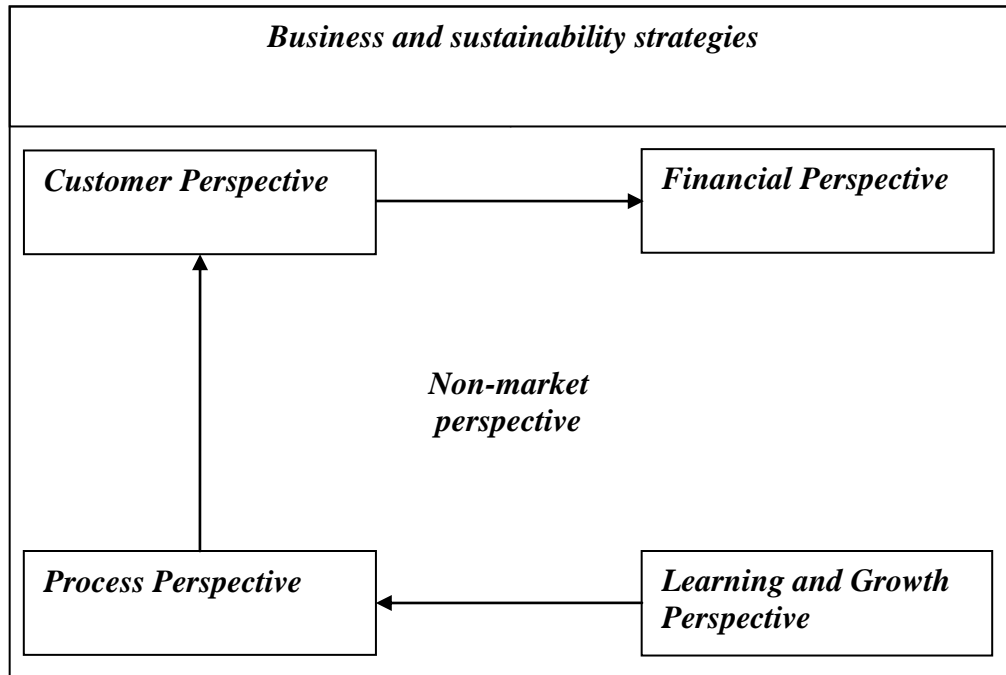 Business and sustainability strategies
Customer Perspective
Financial Perspective
Non-market
perspective
Process Perspective
Learning and Growth
Perspective